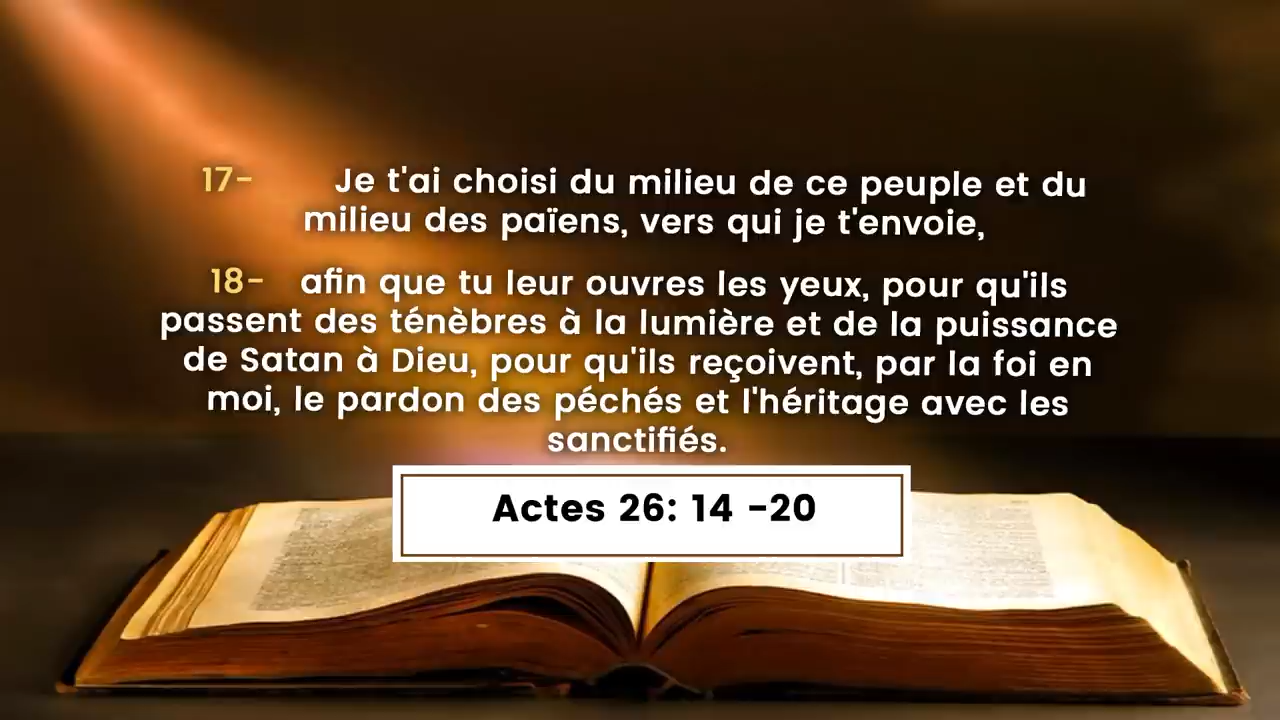 17- Je t'ai choisi du milieu de ce peuple et du
milieu des païens, vers qui je t'envoie,
18- afin que tu leur ouvres les yeux, pour qu'ils
passent des ténèbres à la lumière et de la puissance
de Satan à Dieu, pour qu'ils reçoivent, par la foi en
moi, le pardon des péchés et l'héritage avec les
sanctifiés.
Actes 26: 14 -20